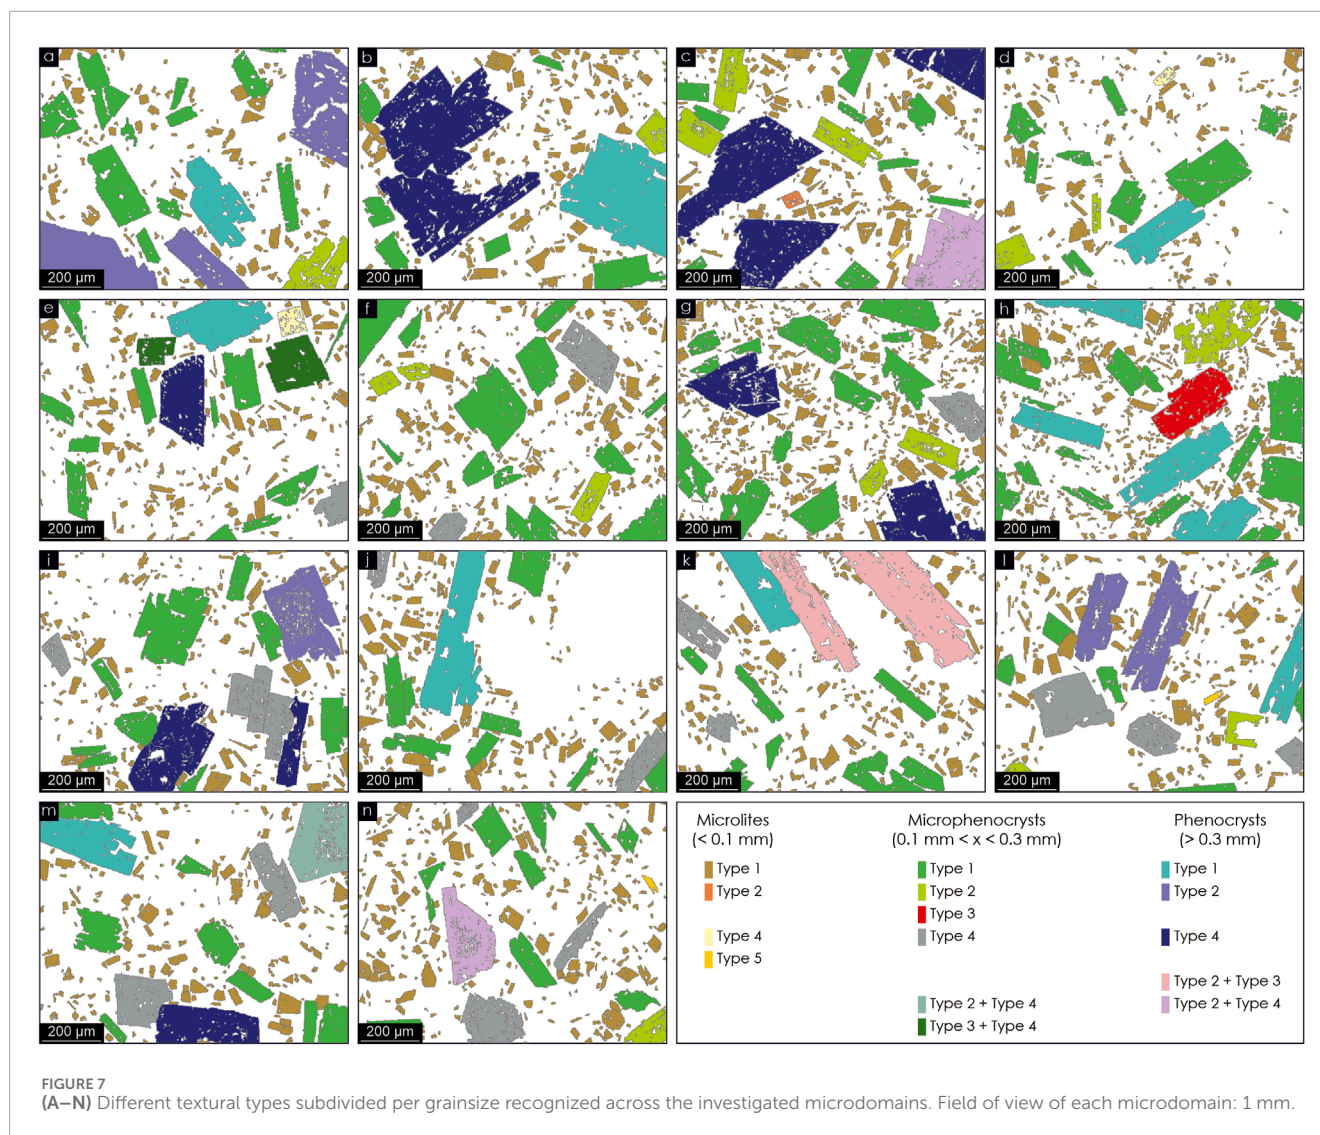 a
b
c
d
200 µm
200 µm
200 µm
200 µm
e
f
g
h
200 µm
200 µm
200 µm
200 µm
i
j
k
l
200 µm
200 µm
200 µm
200 µm
m
n
200 µm
200 µm
Microlites
(< 0.1 mm)
Type 1
Type 2
Type 4
Type 5
Microphenocrysts
(0.1 mm < x < 0.3 mm)
Type 1
Type 2
Type 3
Type 4
Type 2 + Type 4
Type 3 + Type 4
Phenocrysts
(> 0.3 mm)
Type 1
Type 2
Type 4
Type 2 + Type 3
Type 2 + Type 4
FIGURE 7
(A–N) Different textural types subdivided per grainsize recognized across the investigated microdomains. Field of view of each microdomain: 1 mm.